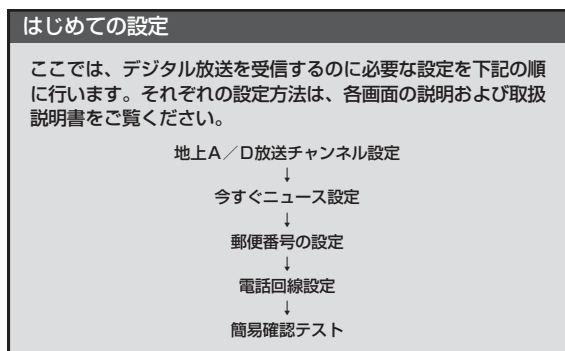 はじめての設定
ここでは、デジタル放送を受信するのに必要な設定を下記の順
に行います。それぞれの設定方法は、各画面の説明および取扱
説明書をご覧ください。
地上A／D放送チャンネル設定
↓
今すぐニュース設定
↓
郵便番号の設定
↓
電話回線設定
↓
簡易確認テスト